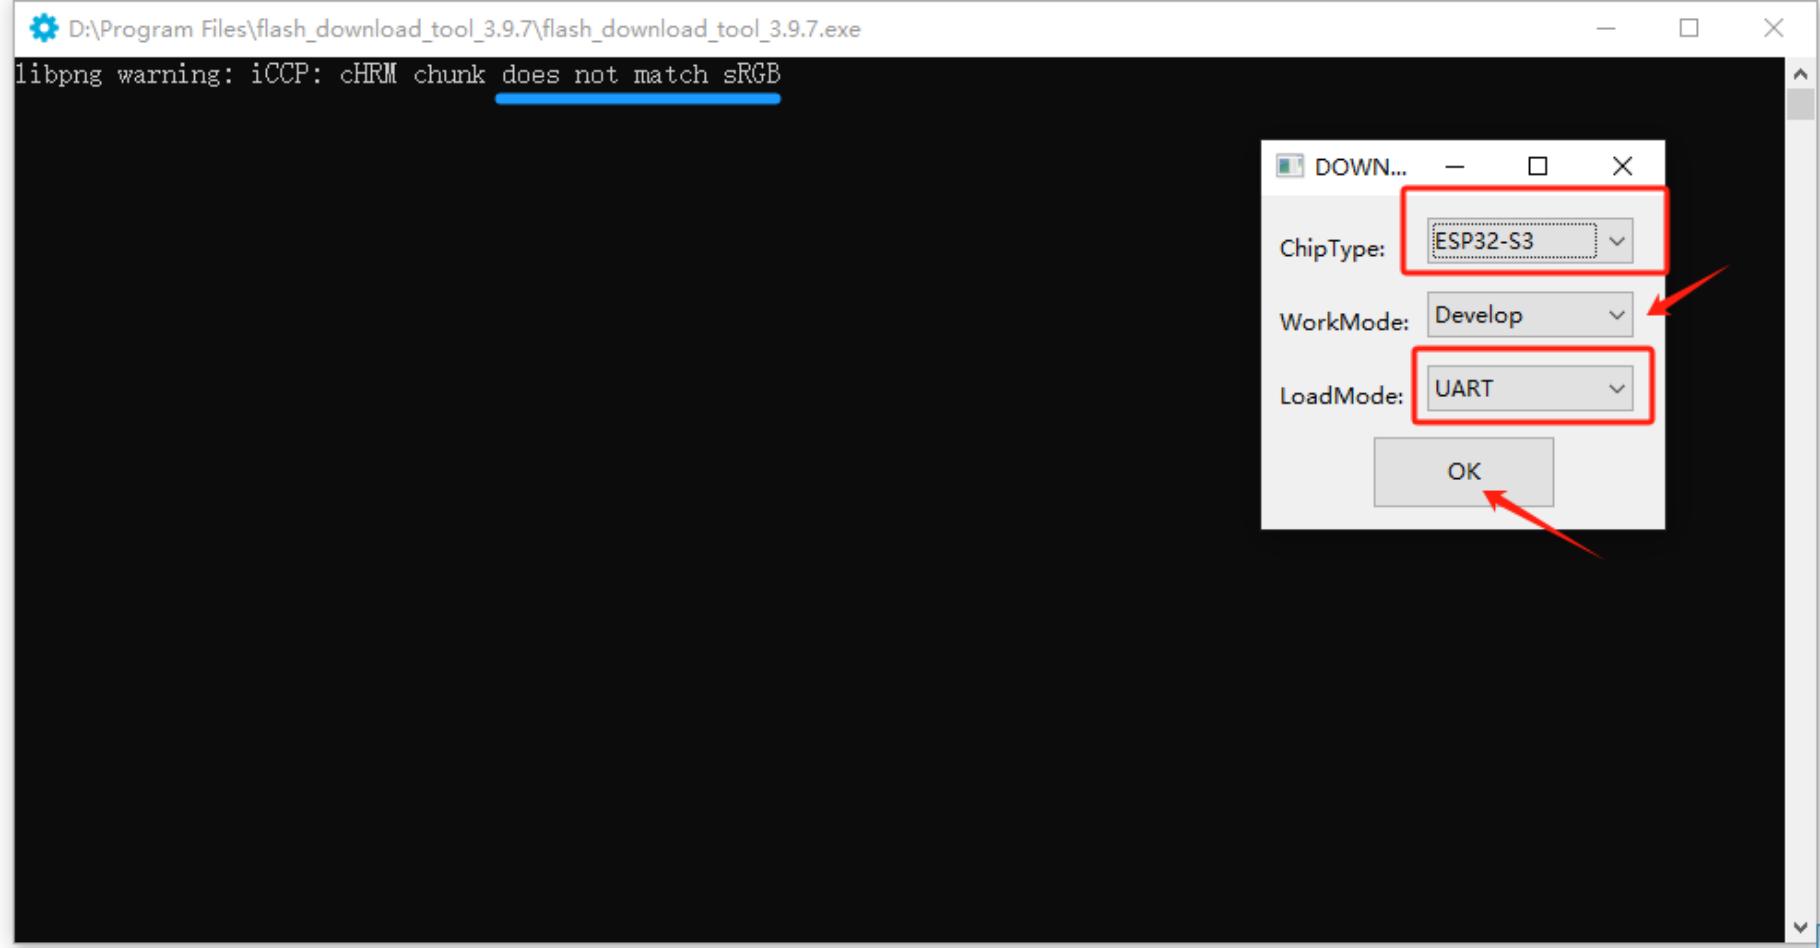 D:\Program Files\flash_download_tool_3.9.7\flash_download_tool_3.9.7.exe
libpng warning: iCCP: cHRM chunk does not match sRGB
DOWN...
ChipType: ESP32-S3
WorkMode: Develop
LoadMode: UART
OK